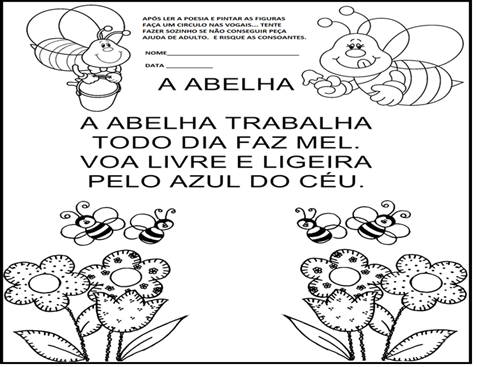 APÓS LER A POESIA E PINTAR AS FIGURAS
FAÇA UM CIRCULO NAS VOGAIS... TENTE
FAZER SOZINHO SE NÃO CONSEGUIR PEÇA
AJUDA DE ADULTO. E RISQUE AS CONSOANTES.
NOME
DATA
A ABELHA
A ABELHA TRABALHA
TODO DIA FAZ MEL.
VOA LIVRE E LIGEIRA
PELO AZUL DO CÉU.